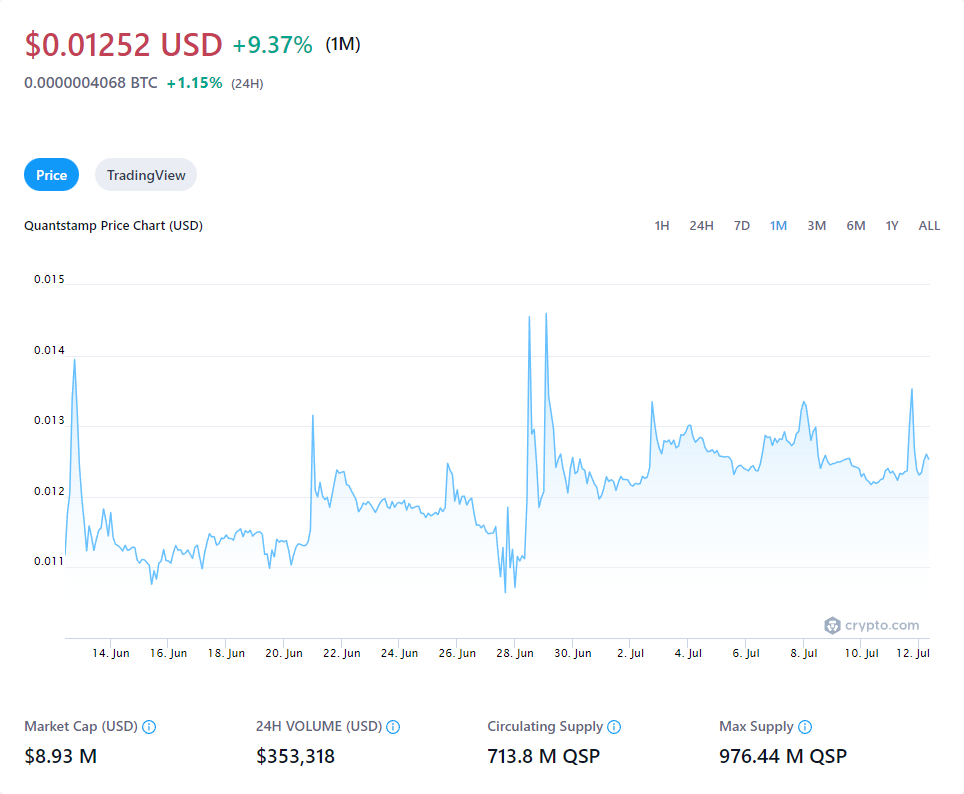 $0.01252 USD +9.37% (1M)
0.0000004068 BTC +1.15% (24H)
Price TradingView
Quantstamp Price Chart (USD) 1H 24H 7D 1M 3M 6M 1Y ALL
0.015
0.014
0.013
0.012
0.011
crypto.com
14. Jun 16. Jun 18. Jun 20. Jun 22. Jun 24. Jun 26. Jun 28. Jun 30. Jun 2. Jul 4. Jul 6. Jul 8. Jul 10. Jul 12. Jul
Market Cap (USD) 24H VOLUME (USD) Circulating Supply Max Supply
$8.93 M $353,318 713.8 M QSP 976.44 M QSP